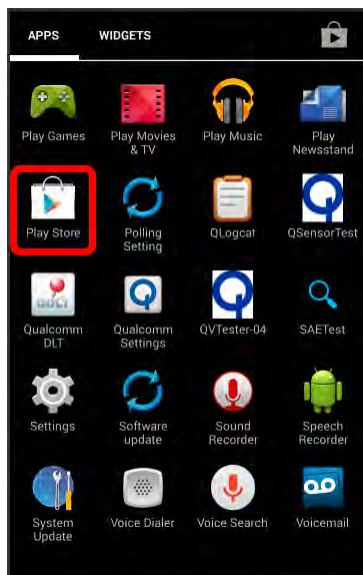 APPS WIDGETS
Play Games Play Movies Play Music Play
& TV Newsstand
Play Store Polling QLogcat QSensorTest
Setting
Qualcomm Qualcomm QVTester-04 SAETest
DLT Settings
Settings Software Sound Speech
update Recorder Recorder
System Voice Dialer Voice Search Voicemail
Update